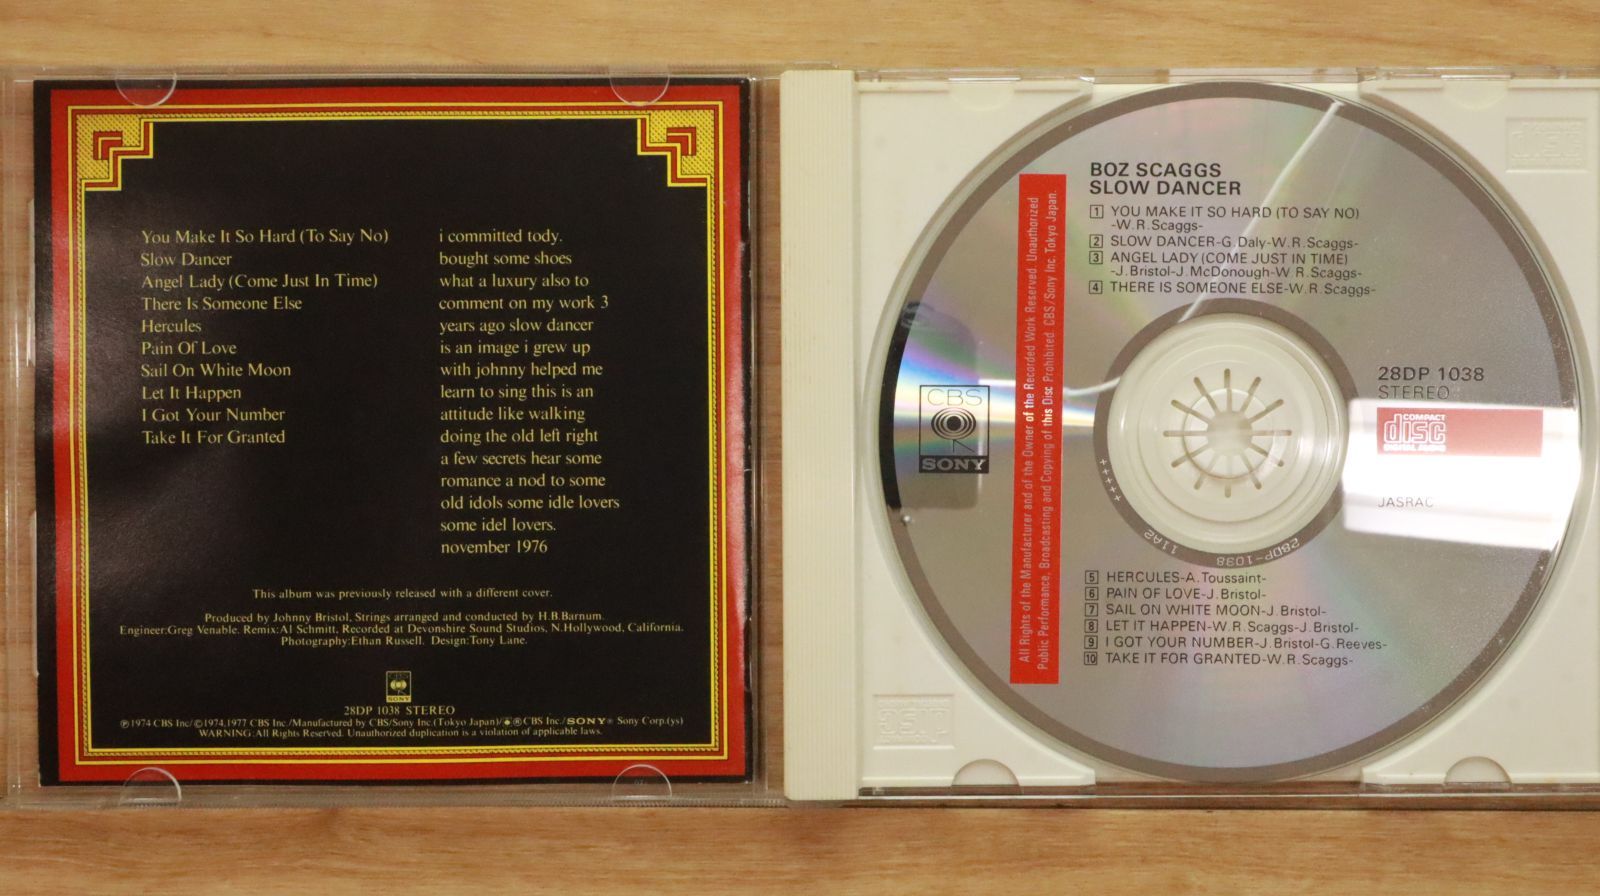 You Make It So Hard (To Say No)
Slow Dancer
Angel Lady (Come Just In Time)
There Is Someone Else
Hercules
Pain Of Love
Sail On White Moon
Let It Happen
I Got Your Number
Take It For Granted
i committed tody.
bought some shoes
what a luxury also to
comment on my work 3
years ago slow dancer
is an image i grew up
with johnny helped me
learn to sing this is an
attitude like walking
doing the old left right
a few secrets hear some
romance a nod to some
old idols some idle lovers
some idel lovers.
november 1976
This album was previously released with a different cover.
Produced by Johnny Bristol, Strings arranged and conducted by H.B.Barnum.
Engineer:Greg Venable. Remix:Al Schmitt, Recorded at Devonshire Sound Studios, N.Hollywood, California.
Photography:Ethan Russell. Design:Tony Lane.
SONY
28DP 1038 STEREO
℗1974 CBS Inc/©1974,1977 CBS Inc./Manufactured by CBS/Sony Inc.(Tokyo Japan)/®CBS Inc./SONY® Sony Corp.(ys)
WARNING:All Rights Reserved. Unauthorized duplication is a violation of applicable laws.
BOZ SCAGGS
SLOW DANCER
1 YOU MAKE IT SO HARD (TO SAY NO)
-W.R.Scaggs-
2 SLOW DANCER-G.Daly-W.R.Scaggs-
3 ANGEL LADY (COME JUST IN TIME)
-J.Bristol-J.McDonough-W.R.Scaggs-
4 THERE IS SOMEONE ELSE-W.R.Scaggs-
All Rights of the Manufacturer and of the Owner of the Recorded Work Reserved. Unauthorized
Public Performance, Broadcasting and Copying of this Disc Prohibited. CBS/Sony Inc. Tokyo Japan.
CBS
SONY
28DP 1038
STEREO
COMPACT
disc
DIGITAL AUDIO
JASRAC
28DP-1038 11A2 +++++
5 HERCULES-A.Toussaint-
6 PAIN OF LOVE-J.Bristol-
7 SAIL ON WHITE MOON-J.Bristol-
8 LET IT HAPPEN-W.R.Scaggs-J.Bristol-
9 I GOT YOUR NUMBER-J.Bristol-G.Reeves-
10 TAKE IT FOR GRANTED-W.R.Scaggs-